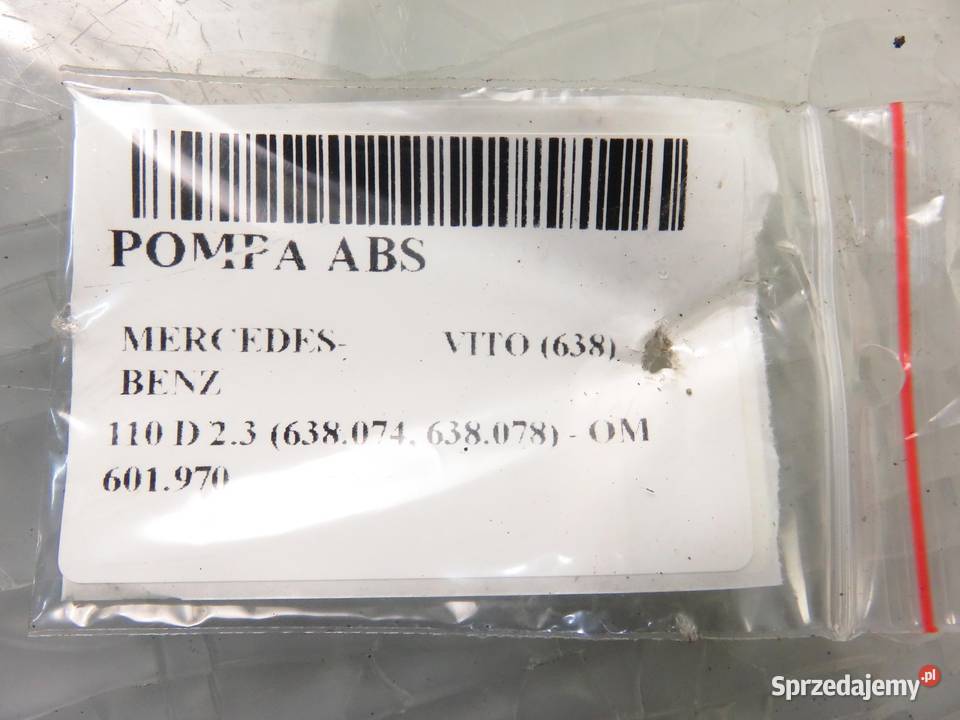 POMPA ABS
MERCEDES- VITO (638)
BENZ
110 D 2.3 (638.074, 638.078) - OM
601.970
Sprzedajemy.pl